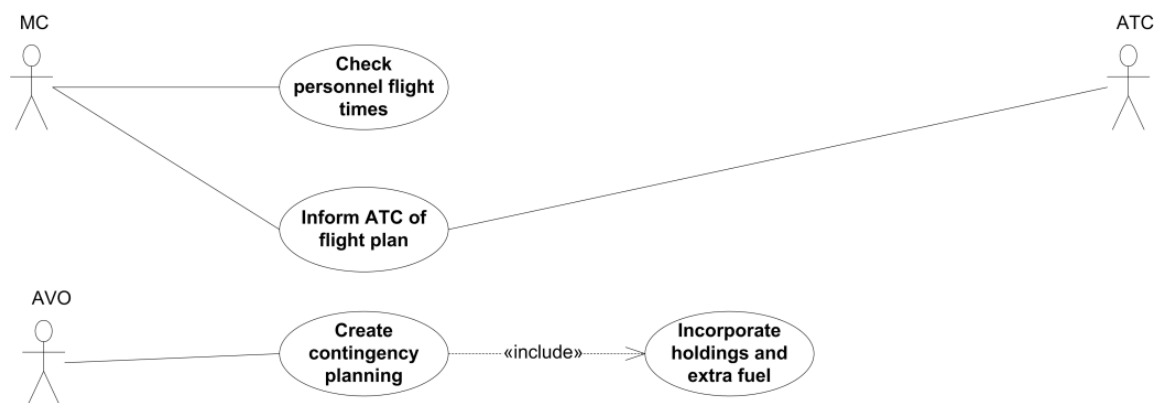 MC
ATC
Check
personnel flight
times
Inform ATC of
flight plan
AVO
Create
contingency
planning
«include»
Incorporate
holdings and
extra fuel